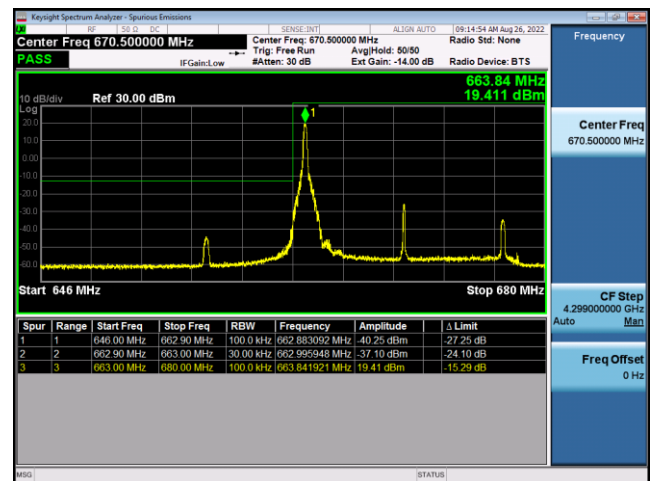 Keysight Spectrum Analyzer - Spurious Emissions
RF 50 Ω DC SENSE:INT ALIGN AUTO 09:14:54 AM Aug 26, 2022
Center Freq 670.500000 MHz
Center Freq: 670.500000 MHz Radio Std: None
Trig: Free Run Avg|Hold: 50/50
PASS IFGain:Low #Atten: 30 dB Ext Gain: -14.00 dB Radio Device: BTS
Frequency
663.84 MHz
19.411 dBm
10 dB/div Ref 30.00 dBm
Log
1
20.0
10.0
0.00
-10.0
-20.0
-30.0
-40.0
-50.0
-60.0
Start 646 MHz Stop 680 MHz
Center Freq
670.500000 MHz
CF Step
4.299000000 GHz
Auto Man
Freq Offset
0 Hz
Spur Range Start Freq Stop Freq RBW Frequency Amplitude Δ Limit
1 1 646.00 MHz 662.90 MHz 100.0 kHz 662.883092 MHz -40.25 dBm -27.25 dB
2 2 662.90 MHz 663.00 MHz 30.00 kHz 662.995948 MHz -37.10 dBm -24.10 dB
3 3 663.00 MHz 680.00 MHz 100.0 kHz 663.841921 MHz 19.41 dBm -15.29 dB
MSG STATUS